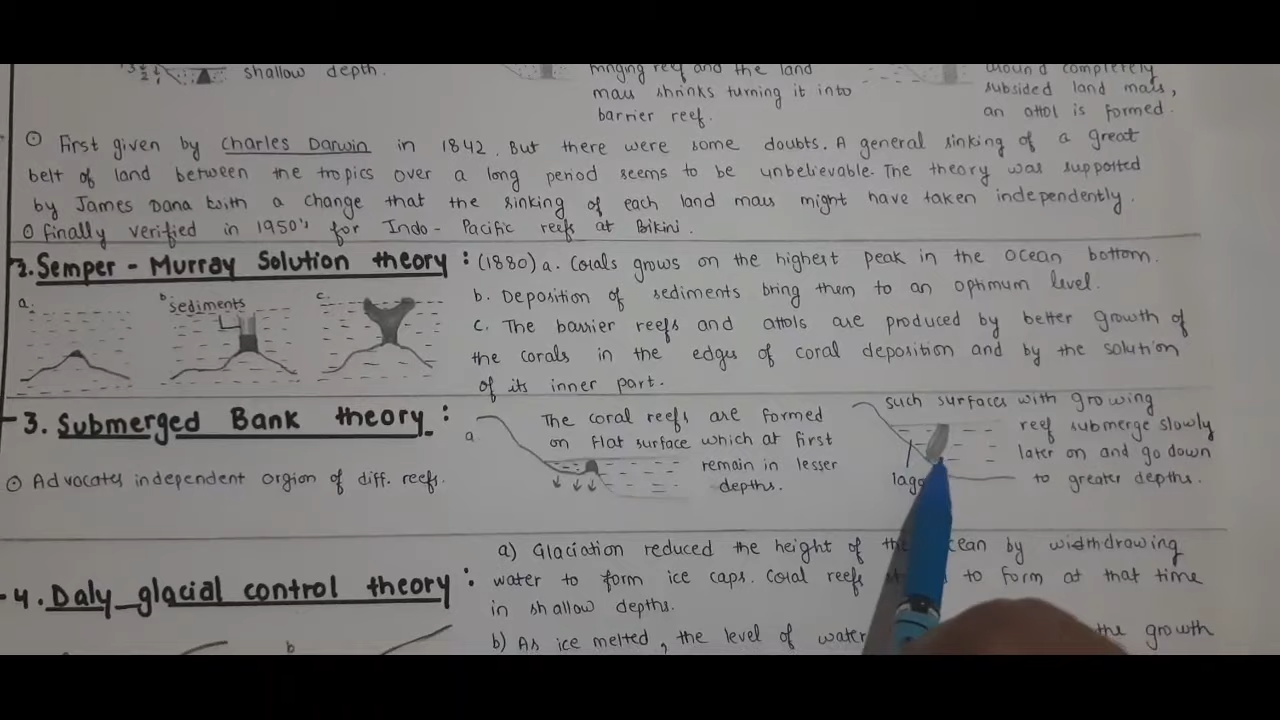 shallow depth.
fringing reef and the land
mass shrinks turning it into
barrier reef.
around completely
subsided land mass,
an attol is formed.
⊙ First given by Charles Darwin in 1842. But there were some doubts. A general sinking of a great
belt of land between the tropics over a long period seems to be unbelievable. The theory was supported
by James Dana with a change that the sinking of each land mass might have taken independently.
⊙ Finally verified in 1950's for Indo-Pacific reefs at Bikini.
2. Semper-Murray Solution theory : (1880) a. Corals grows on the highest peak in the ocean bottom.
b. Deposition of sediments bring them to an optimum level.
c. The barrier reefs and attols are produced by better growth of
the corals in the edges of coral deposition and by the solution
of its inner part.
a.
b sediments
c.
3. Submerged Bank theory :
⊙ Advocates independent orgion of diff. reefs.
a
The coral reefs are formed
on flat surface which at first
remain in lesser
depths.
such surfaces with growing
reef submerge slowly
later on and go down
to greater depths.
4. Daly glacial control theory :
a) Glaciation reduced the height of the ocean by widhdrawing
water to form ice caps. Coral reefs to form at that time
in shallow depths.
b) As ice melted, the level of water the growth
b